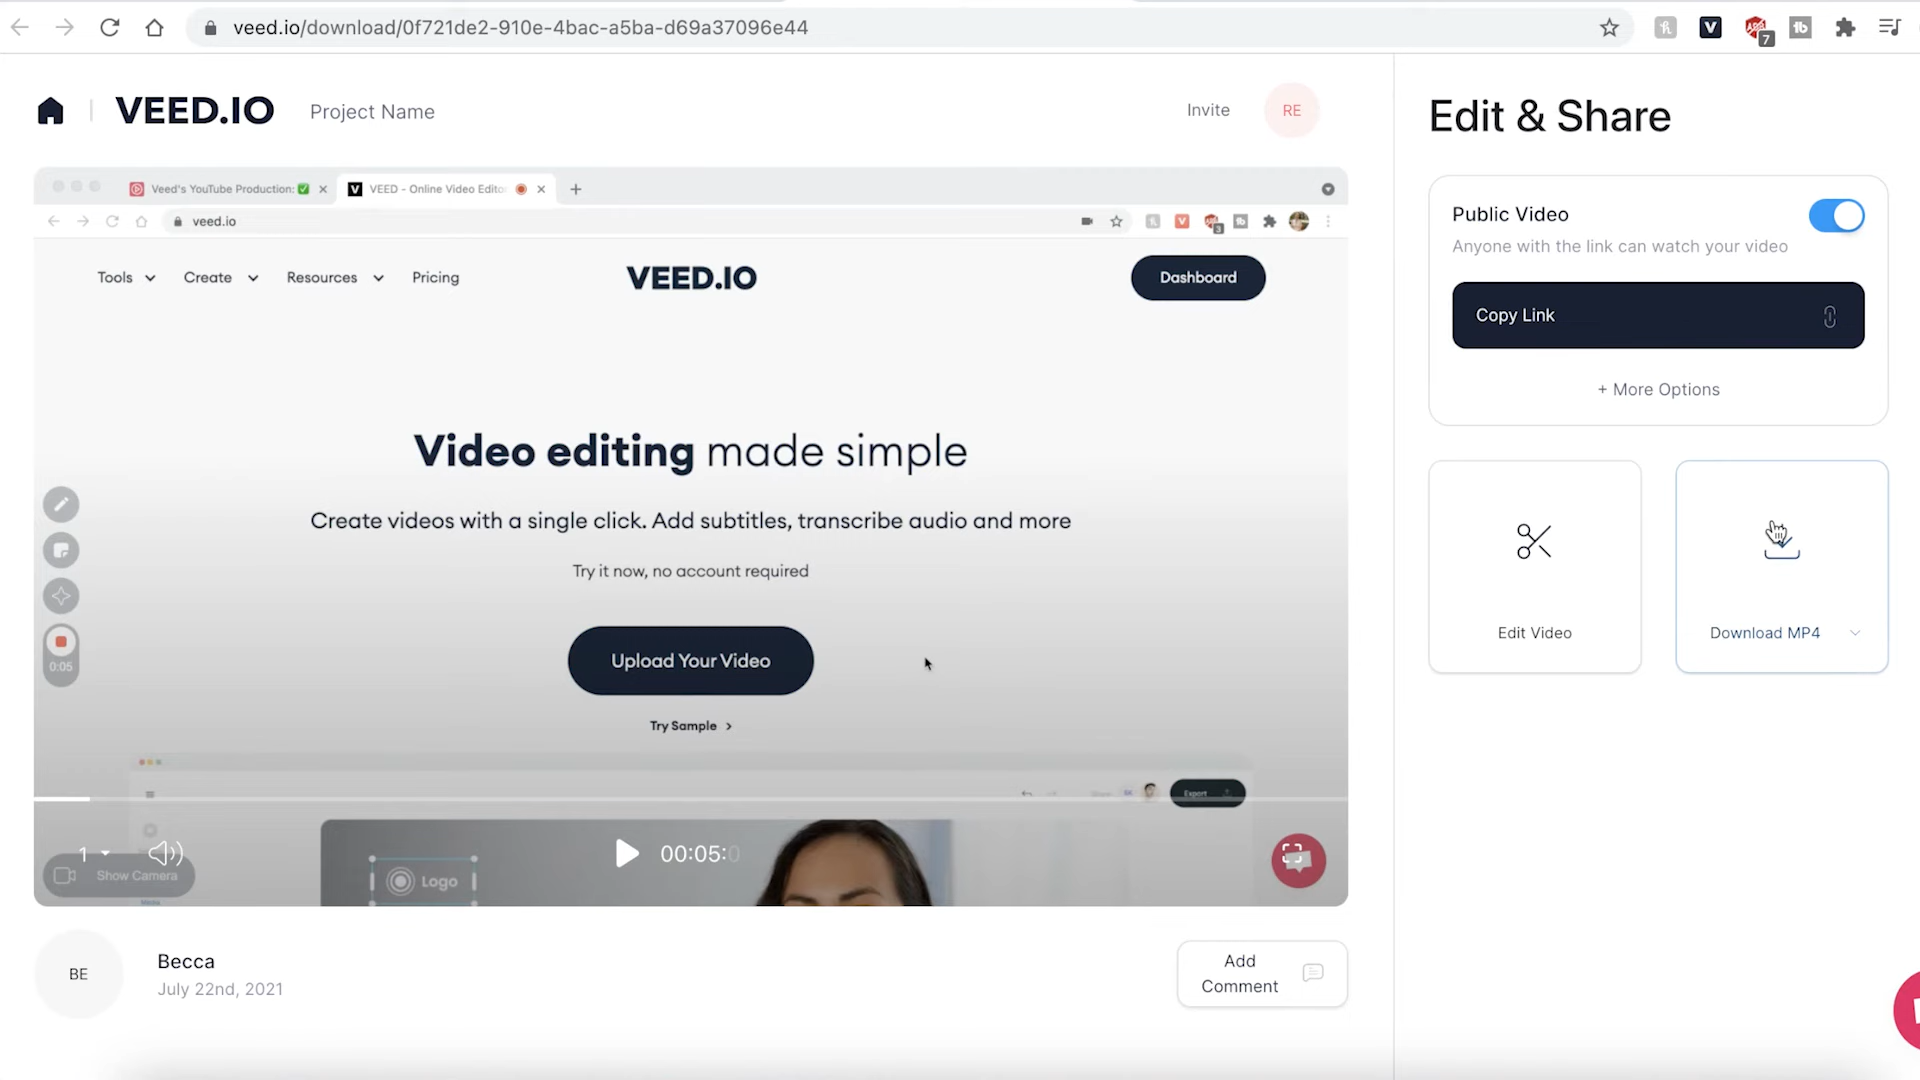 veed.io/download/0f721de2-910e-4bac-a5ba-d69a37096e44
7
VEED.IO
Project Name
Invite
RE
Edit & Share
Veed's YouTube Production:
VEED - Online Video Edito
veed.io
3
Tools
Create
Resources
Pricing
VEED.IO
Dashboard
Video editing made simple
Create videos with a single click. Add subtitles, transcribe audio and more
Try it now, no account required
Upload Your Video
Try Sample
0:05
Export
1
00:05:0
Show Camera
Logo
BE
Becca
July 22nd, 2021
Add
Comment
Public Video
Anyone with the link can watch your video
Copy Link
+ More Options
Edit Video
Download MP4